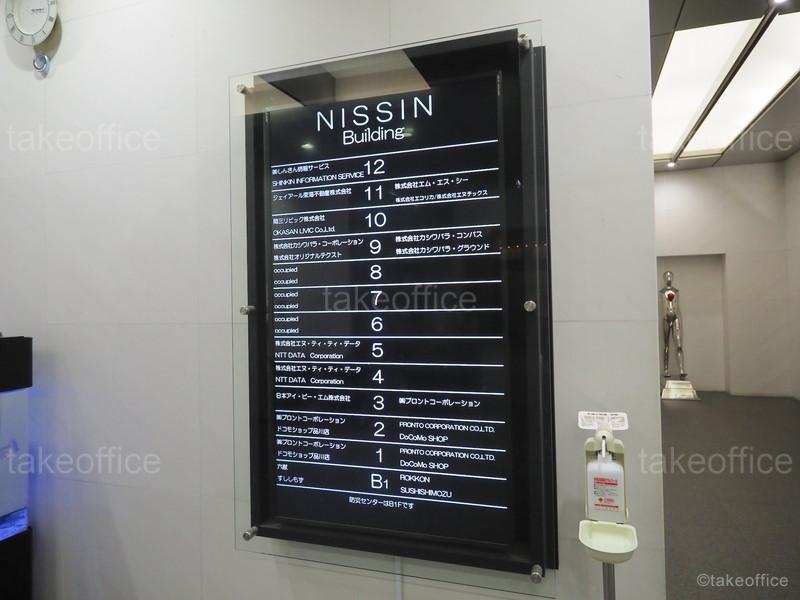 NISSIN
Building
㈱しんきん情報サービス
SHINKIN INFORMATION SERVICE
12
ジェイアール東海不動産株式会社
11
株式会社エム・エス・シー
株式会社エコリカ/株式会社エヌテックス
岡三リビック株式会社
OKASAN LIVIC Co.,Ltd.
10
株式会社カシワバラ・コーポレーション
株式会社オリジナルテクスト
9
株式会社カシワバラ・コンパス
株式会社カシワバラ・グラウンド
occupied
occupied
8
occupied
occupied
7
occupied
occupied
6
株式会社エヌ・ティ・ティ・データ
NTT DATA Corporation
5
株式会社エヌ・ティ・ティ・データ
NTT DATA Corporation
4
日本アイ・ビー・エム株式会社
3
㈱プロントコーポレーション
㈱プロントコーポレーション
ドコモショップ品川店
2
PRONTO CORPORATION CO.,LTD.
DoCoMo SHOP
㈱プロントコーポレーション
ドコモショップ品川店
1
PRONTO CORPORATION CO.,LTD.
DoCoMo SHOP
六献
すししもず
B1
ROKKON
SUSHISHIMOZU
防災センターはB1Fです
takeoffice
takeoffice
takeoffice
takeoffice
takeoffice
©takeoffice